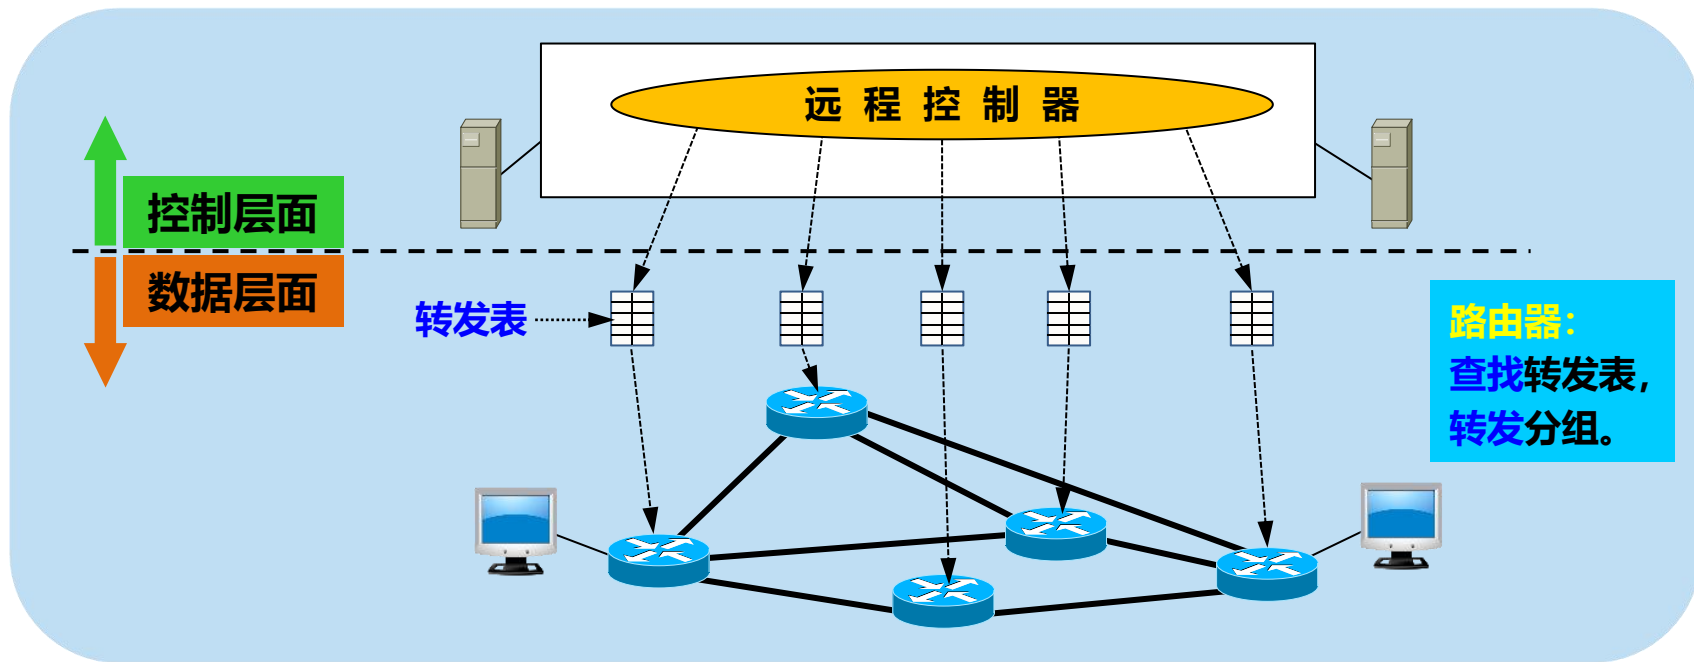 远程控制器
控制层面
数据层面
转发表
路由器：
查找转发表，
转发分组。